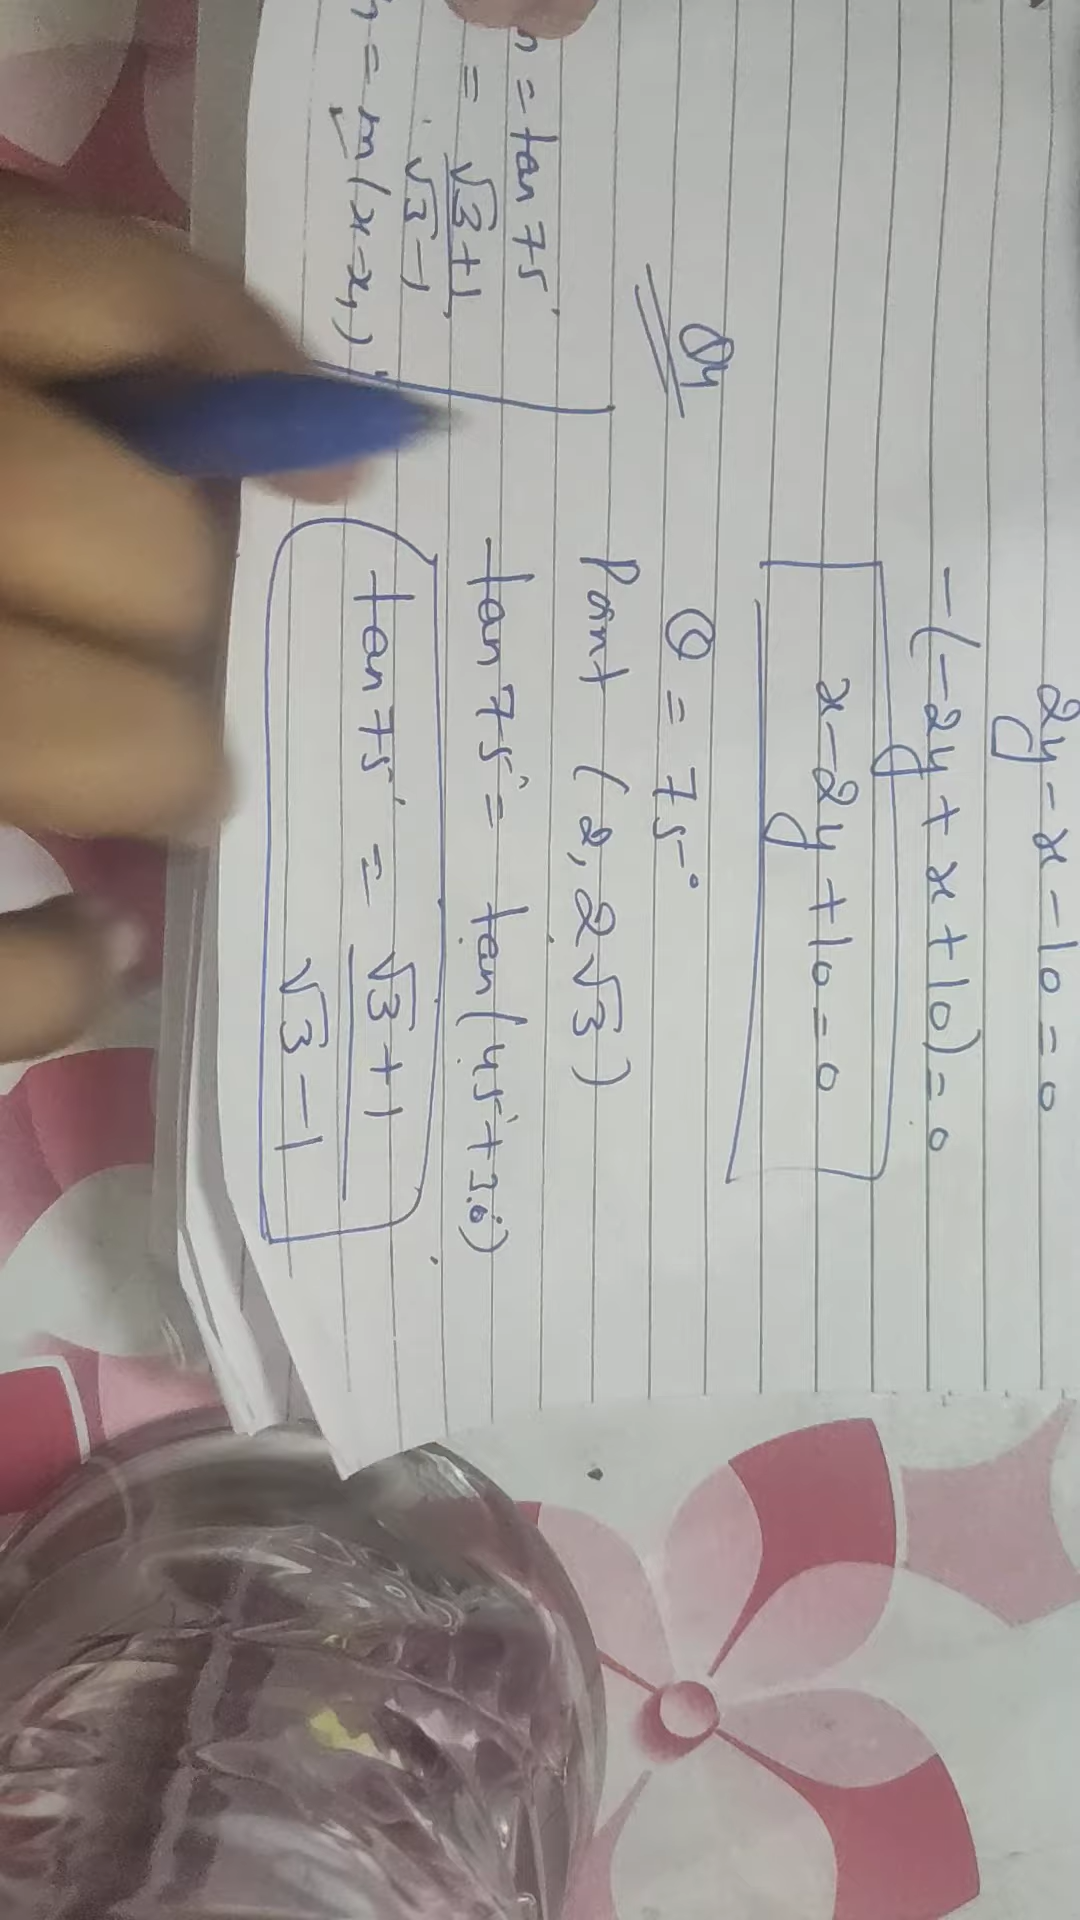 2y - x - 10 = 0
-(-2y + x + 10) = 0
x - 2y + 10 = 0
Q4
θ = 75°
Point (2, 2√3)
tan 75° = tan (45° + 30°)
tan 75° = √3 + 1
√3 - 1
= tan 75°
= √3 + 1
√3 - 1
= m (x - x₁)